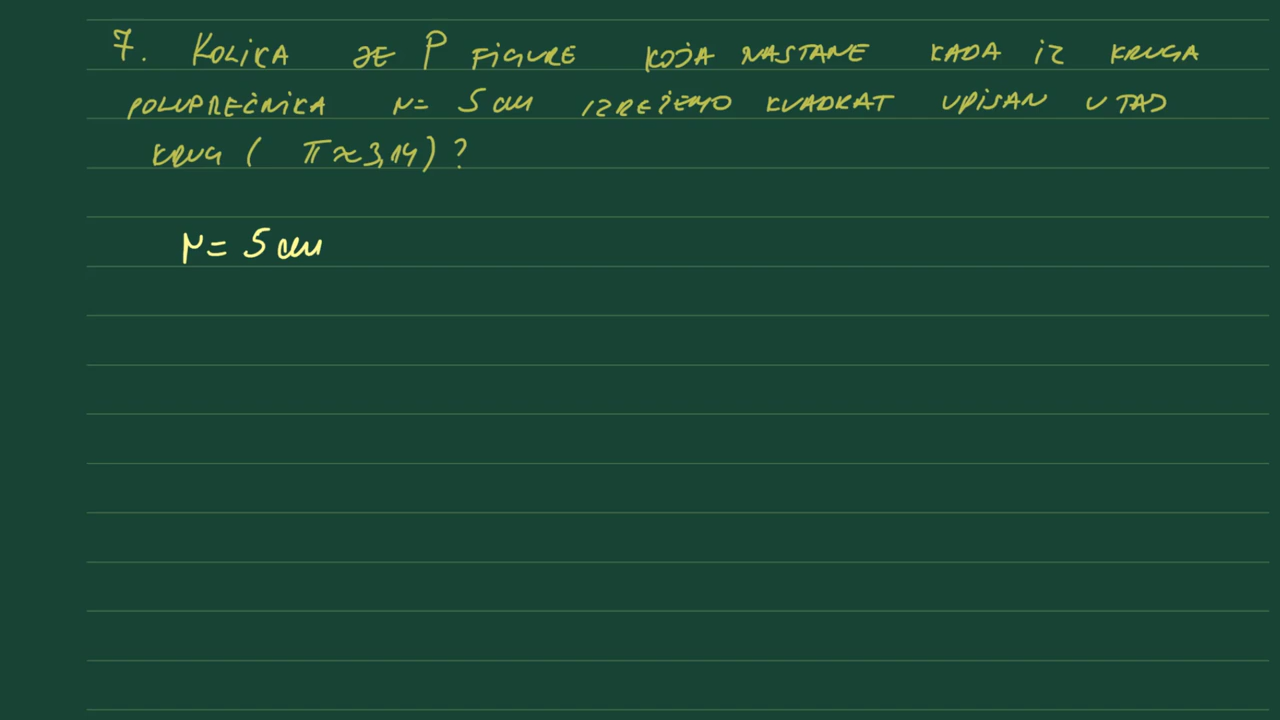 7. KOLIKA JE P FIGURE KOJA NASTANE KADA IZ KRUGA
POLUPREČNIKA r= 5 cm IZREŽEMO KVADRAT UPISAN U TAJ
KRUG ( π≈3,14) ?
r= 5 cm